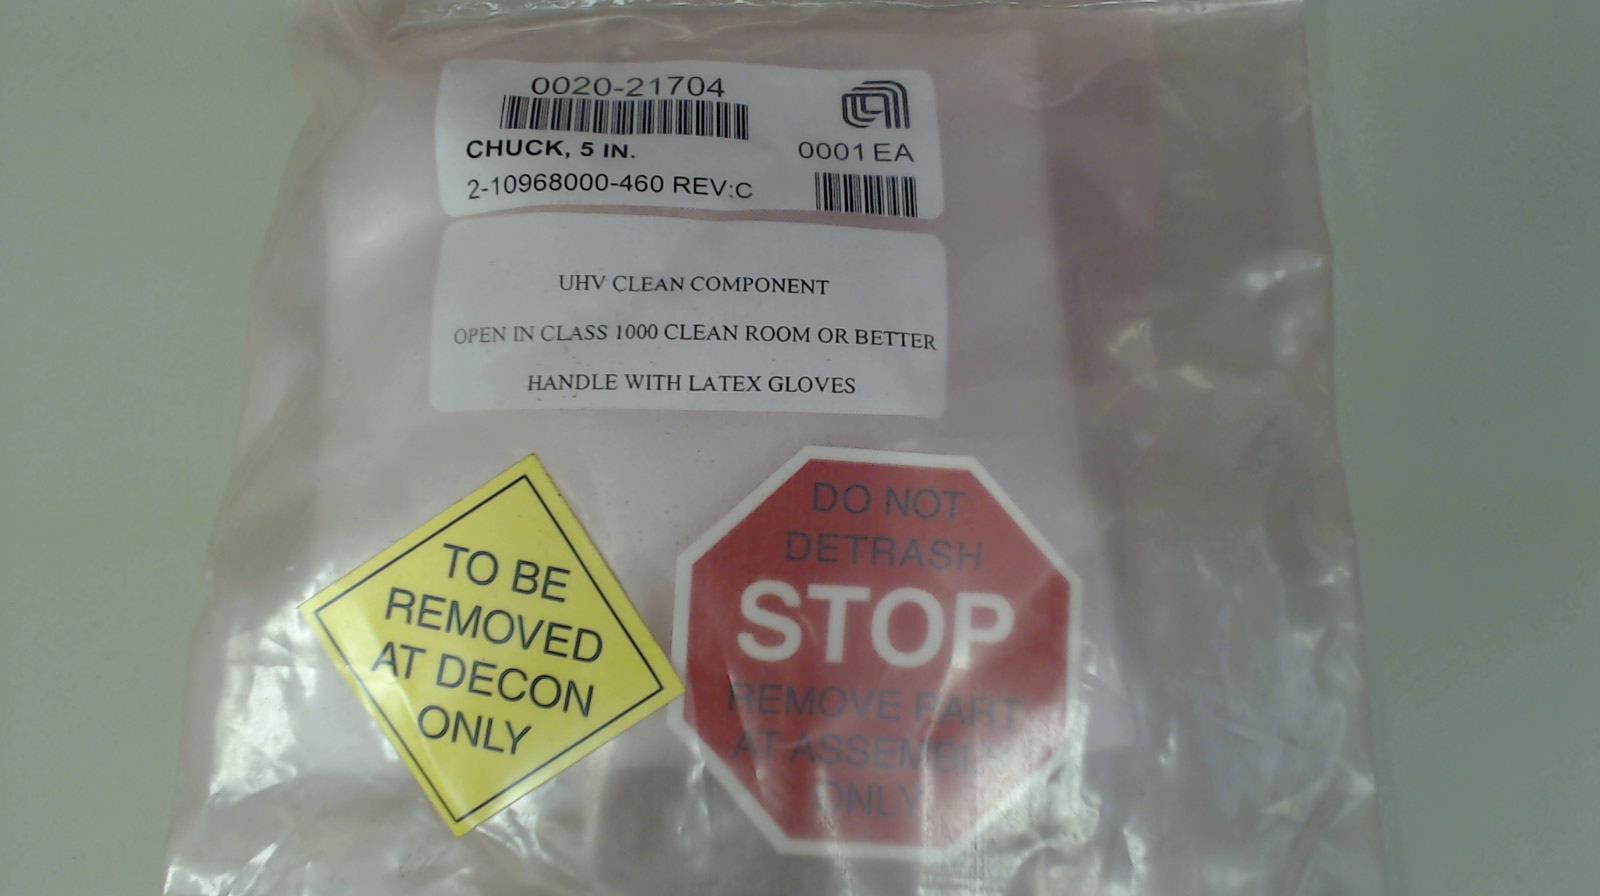 0020-21704
CHUCK, 5 IN.
0001 EA
2-10968000-460 REV:C
UHV CLEAN COMPONENT
OPEN IN CLASS 1000 CLEAN ROOM OR BETTER
HANDLE WITH LATEX GLOVES
TO BE
REMOVED
AT DECON
ONLY
DO NOT
DETRASH
STOP
REMOVE PART
AT ASSEMBLY
ONLY